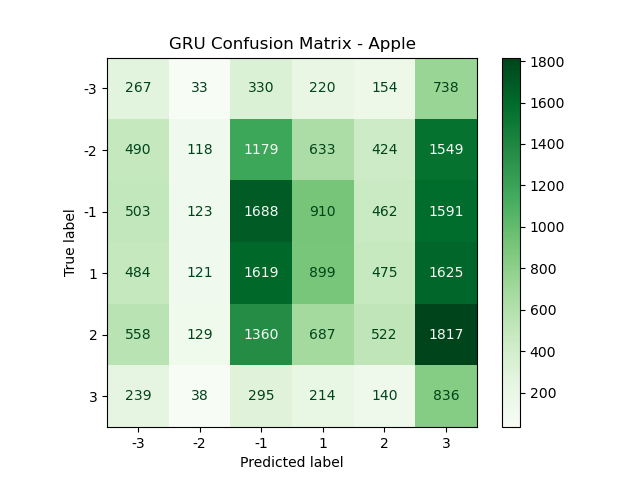 GRU Confusion Matrix - Apple
-3 267 33 330 220 154 738
-2 490 118 1179 633 424 1549
-1 503 123 1688 910 462 1591
1 484 121 1619 899 475 1625
2 558 129 1360 687 522 1817
3 239 38 295 214 140 836
-3 -2 -1 1 2 3
Predicted label
True label
1800
1600
1400
1200
1000
800
600
400
200